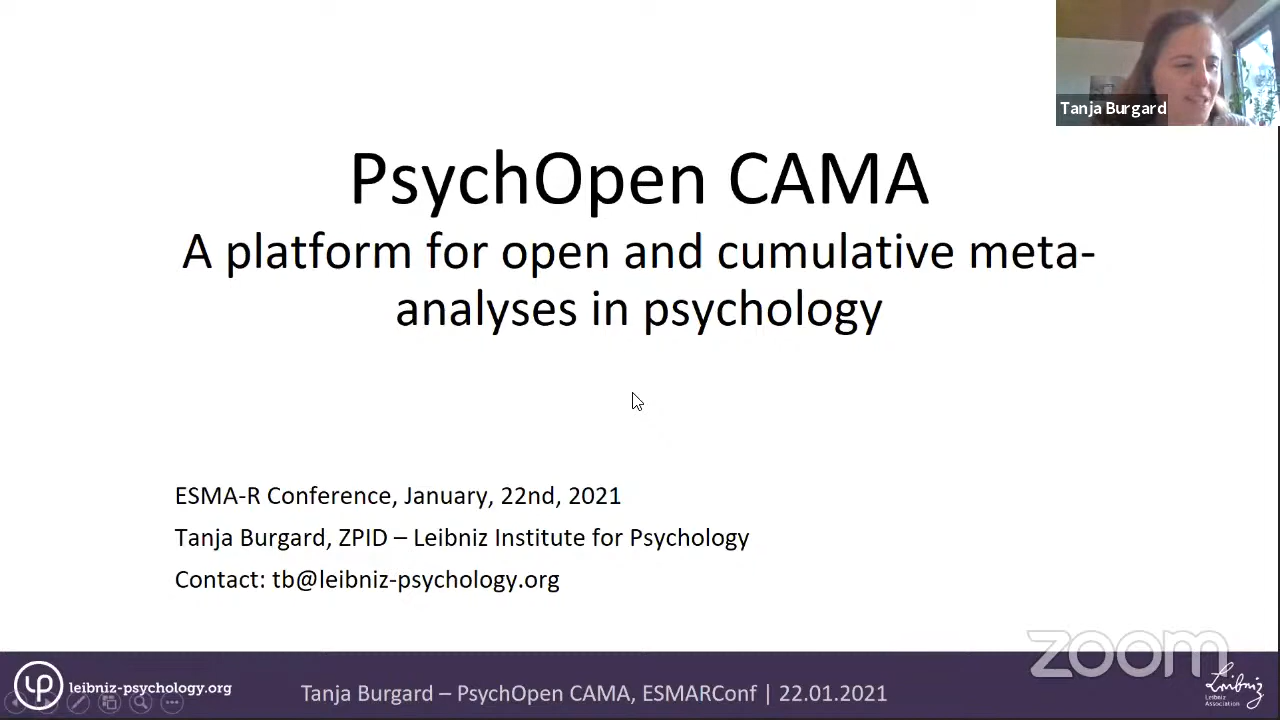 Tanja Burgard
PsychOpen CAMA
A platform for open and cumulative meta-
analyses in psychology
ESMA-R Conference, January, 22nd, 2021
Tanja Burgard, ZPID – Leibniz Institute for Psychology
Contact: tb@leibniz-psychology.org
zoom
leibniz-psychology.org
Tanja Burgard – PsychOpen CAMA, ESMARConf | 22.01.2021
Leibniz
Leibniz
Association